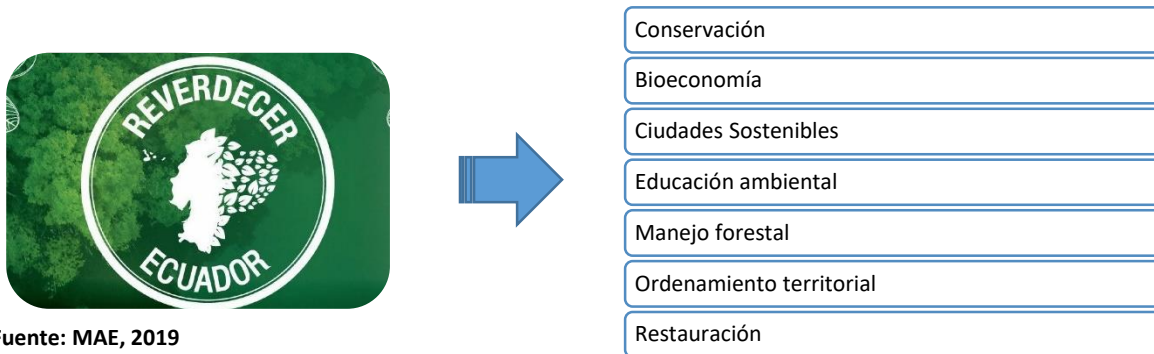 REVERDECER
ECUADOR
Fuente: MAE, 2019
Conservación
Bioeconomía
Ciudades Sostenibles
Educación ambiental
Manejo forestal
Ordenamiento territorial
Restauración